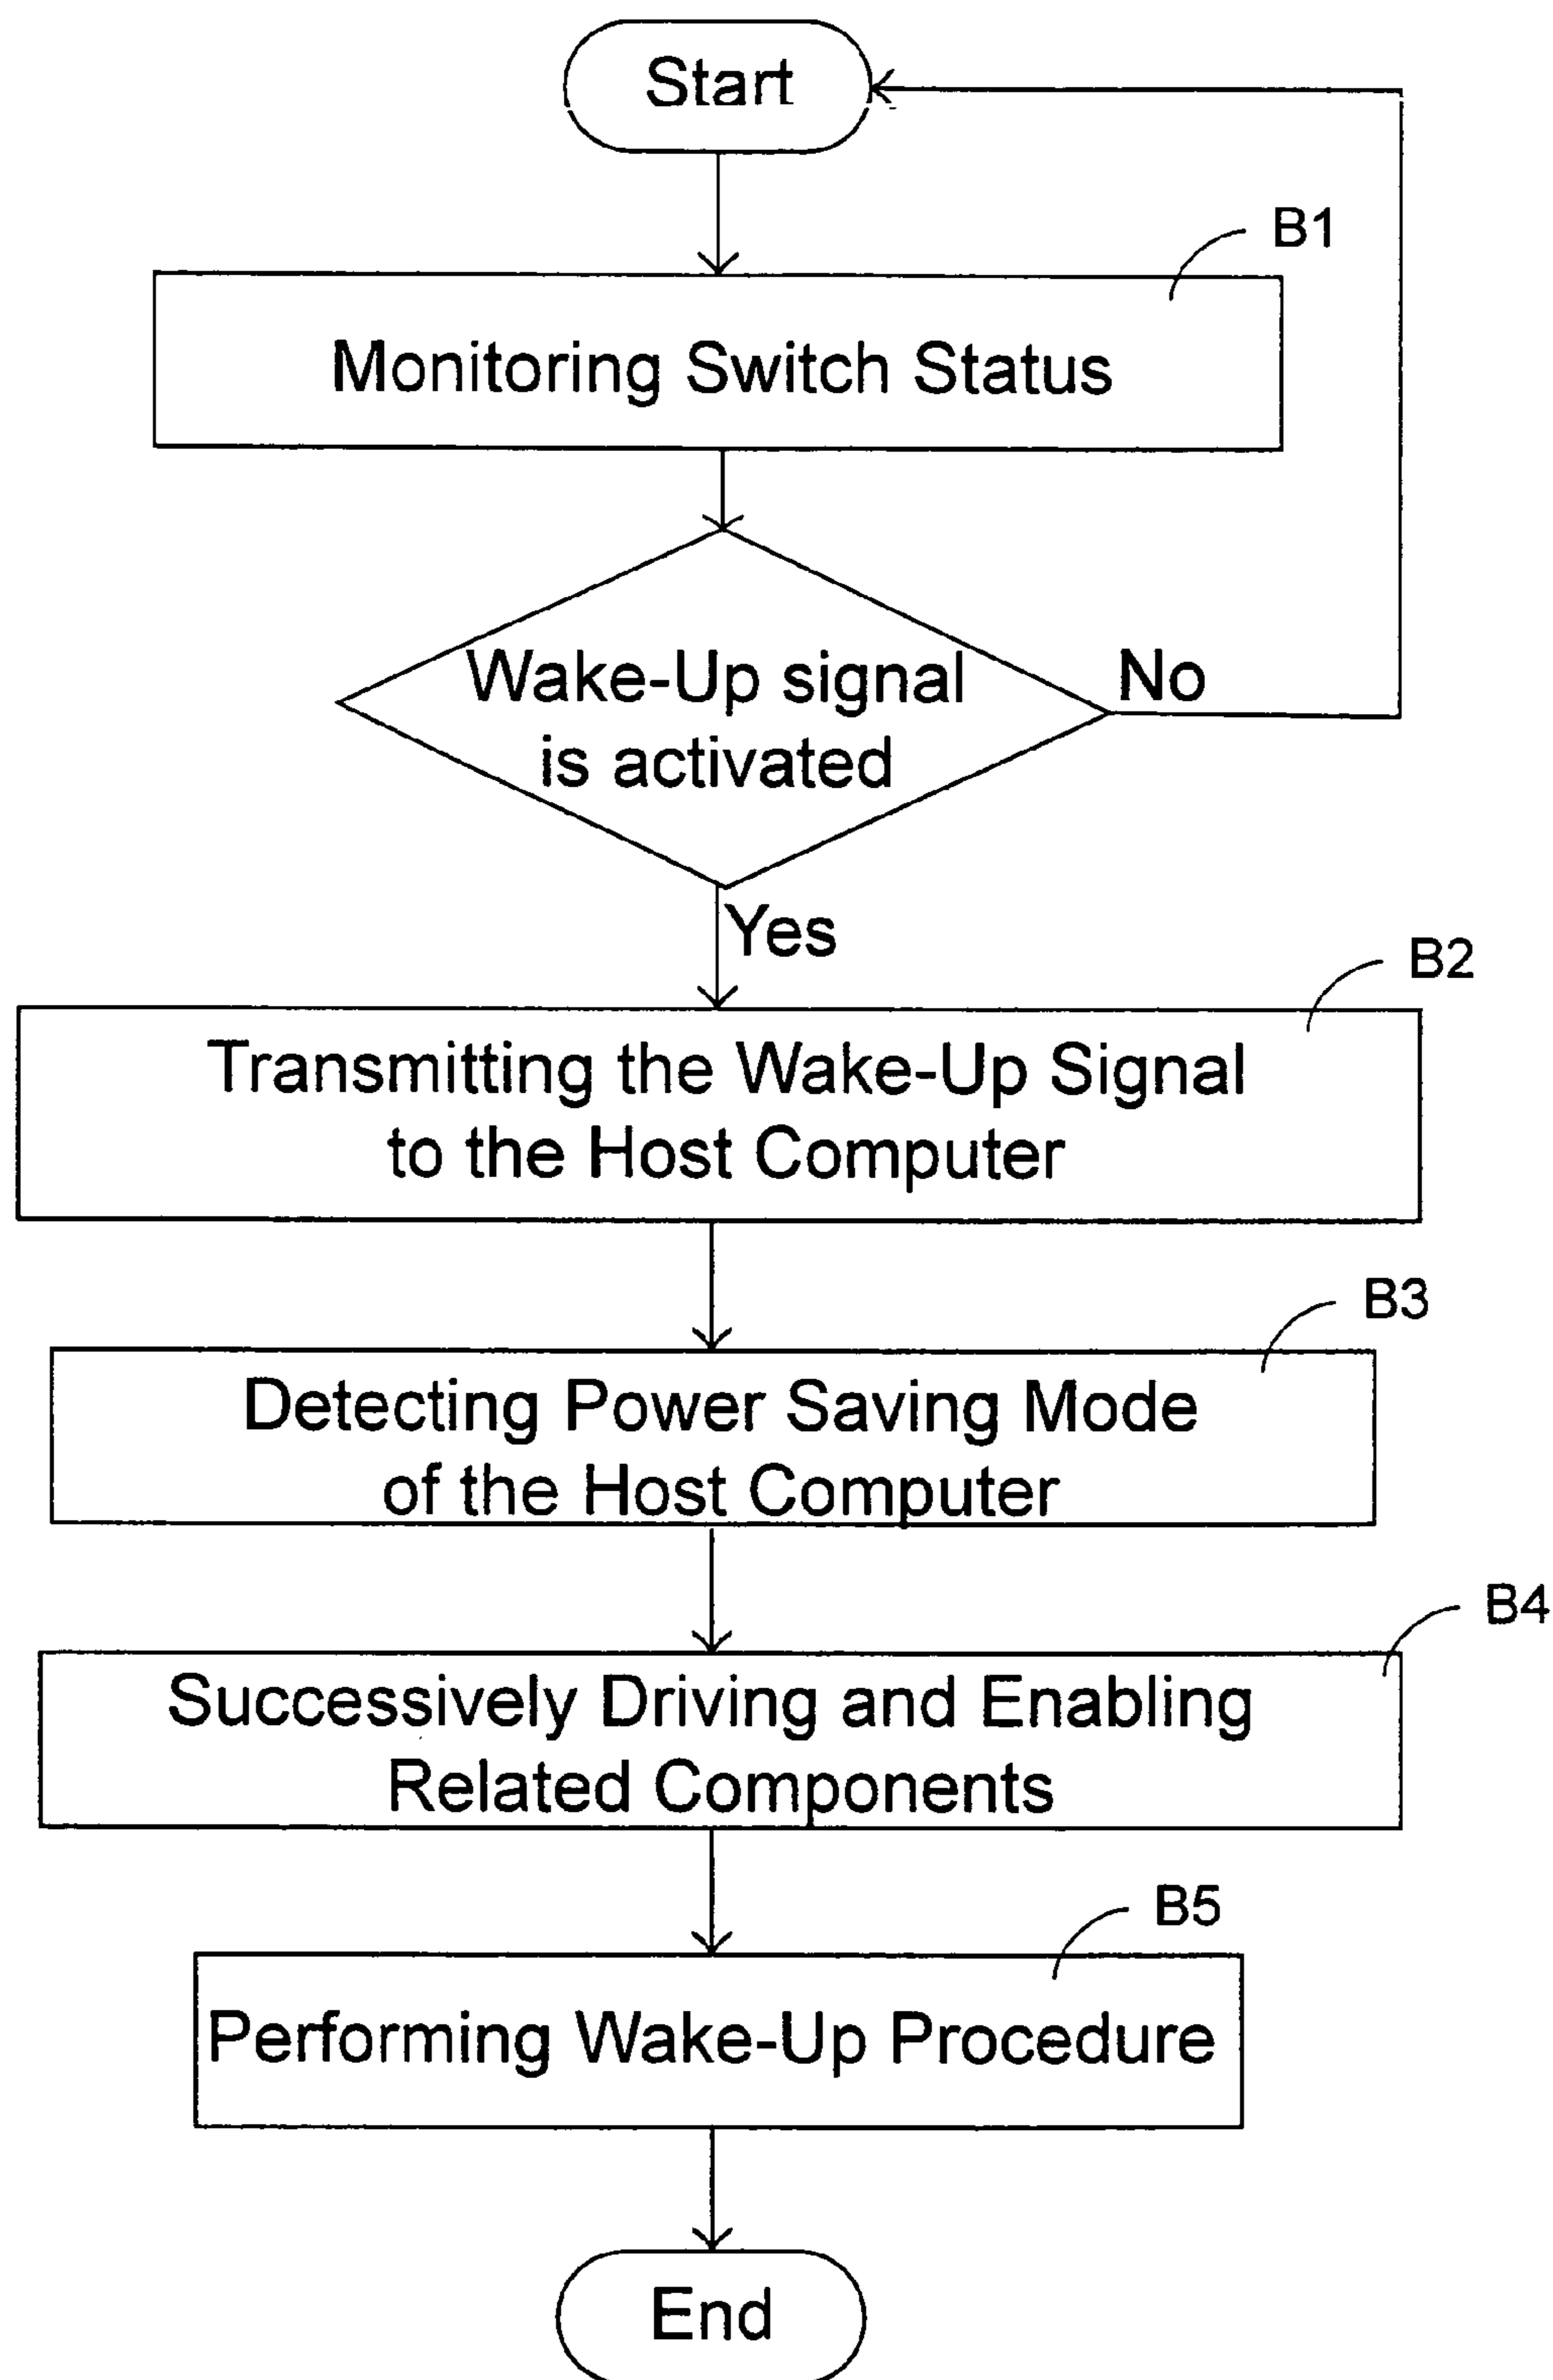 Start
B1
Monitoring Switch Status
Wake-Up signal
is activated
No
Yes
B2
Transmitting the Wake-Up Signal
to the Host Computer
B3
Detecting Power Saving Mode
of the Host Computer
B4
Successively Driving and Enabling
Related Components
B5
Performing Wake-Up Procedure
End